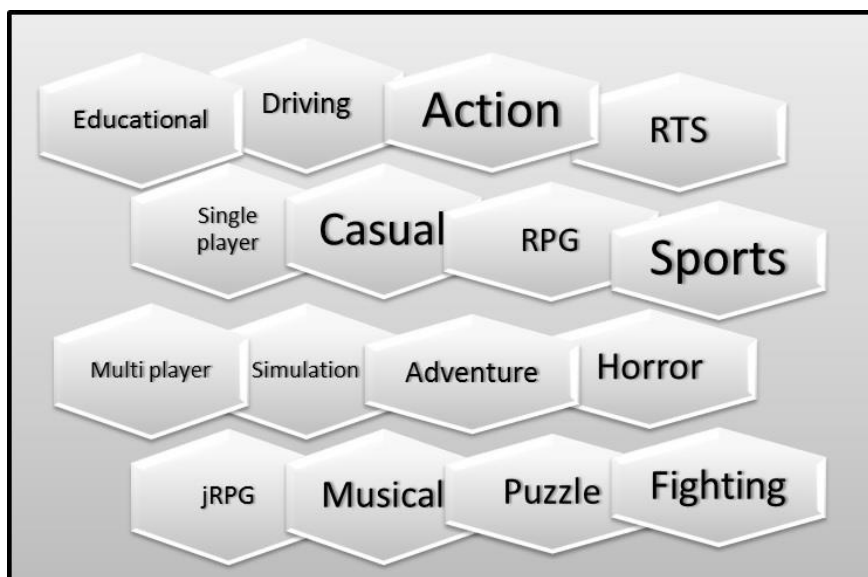 Educational
Driving
Action
RTS
Single
player
Casual
RPG
Sports
Multi player
Simulation
Adventure
Horror
jRPG
Musical
Puzzle
Fighting